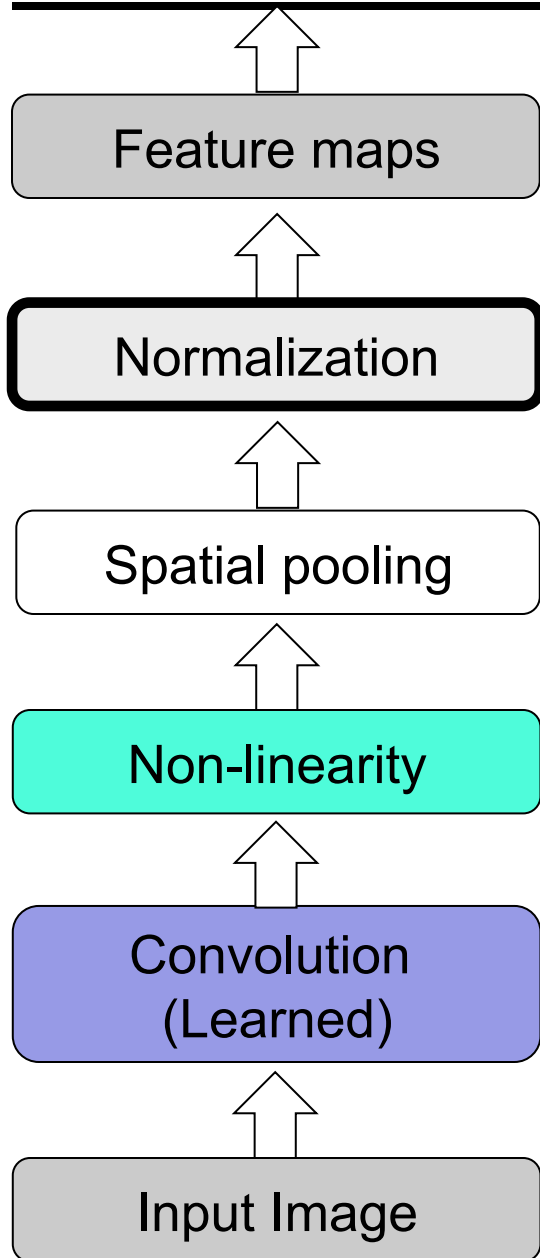 Feature maps
Normalization
Spatial pooling
Non-linearity
Convolution
(Learned)
Input Image